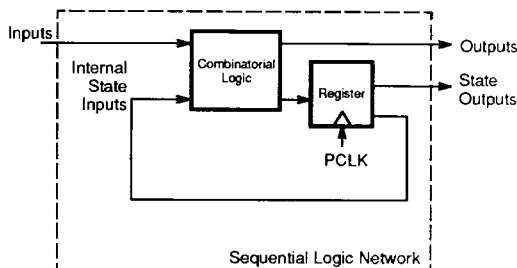 Inputs
Combinatorial
Logic
Outputs
Internal
State
Inputs
Register
State
Outputs
PCLK
Sequential Logic Network